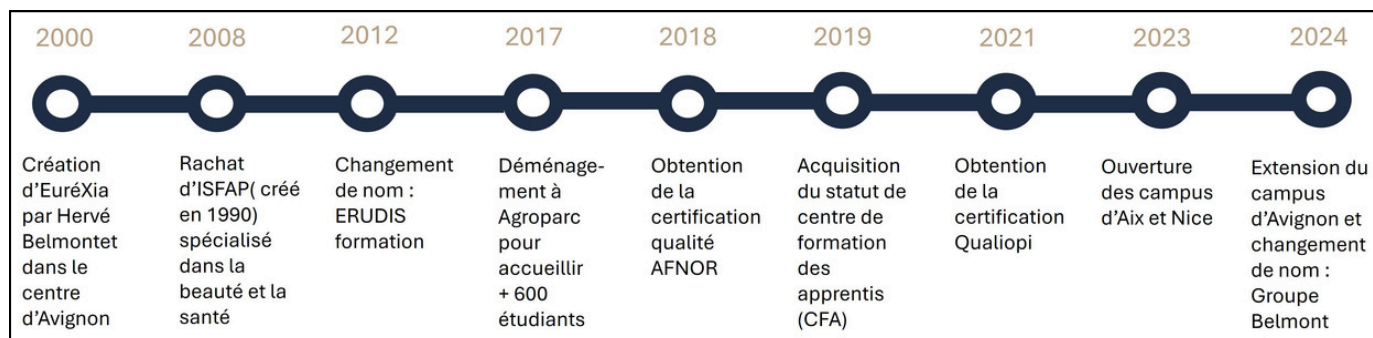 2000
2008
2012
2017
2018
2019
2021
2023
2024
Création
d'EuréXia
par Hervé
Belmontet
dans le
centre
d'Avignon
Rachat
d'ISFAP( créé
en 1990)
spécialisé
dans la
beauté et la
santé
Changement
de nom :
ERUDIS
formation
Déménage-
ment à
Agroparc
pour
accueillir
+ 600
étudiants
Obtention
de la
certification
qualité
AFNOR
Acquisition
du statut de
centre de
formation
des
apprentis
(CFA)
Obtention
de la
certification
Qualiopi
Ouverture
des campus
d'Aix et Nice
Extension du
campus
d'Avignon et
changement
de nom :
Groupe
Belmont